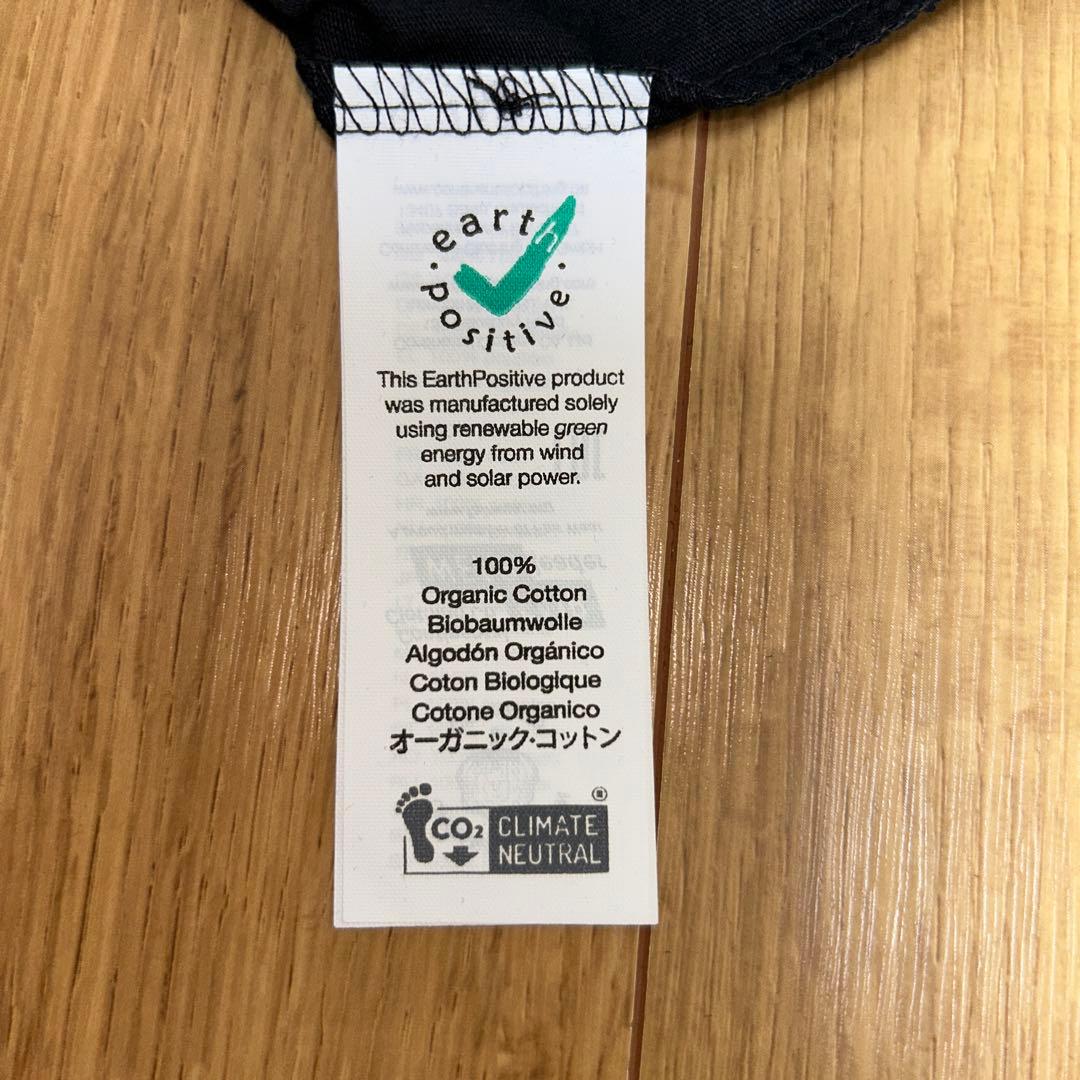 earth
positive
This EarthPositive product
was manufactured solely
using renewable green
energy from wind
and solar power.
100%
Organic Cotton
Biobaumwolle
Algodón Orgánico
Coton Biologique
Cotone Organico
オーガニック・コットン
®
CO₂ CLIMATE
NEUTRAL